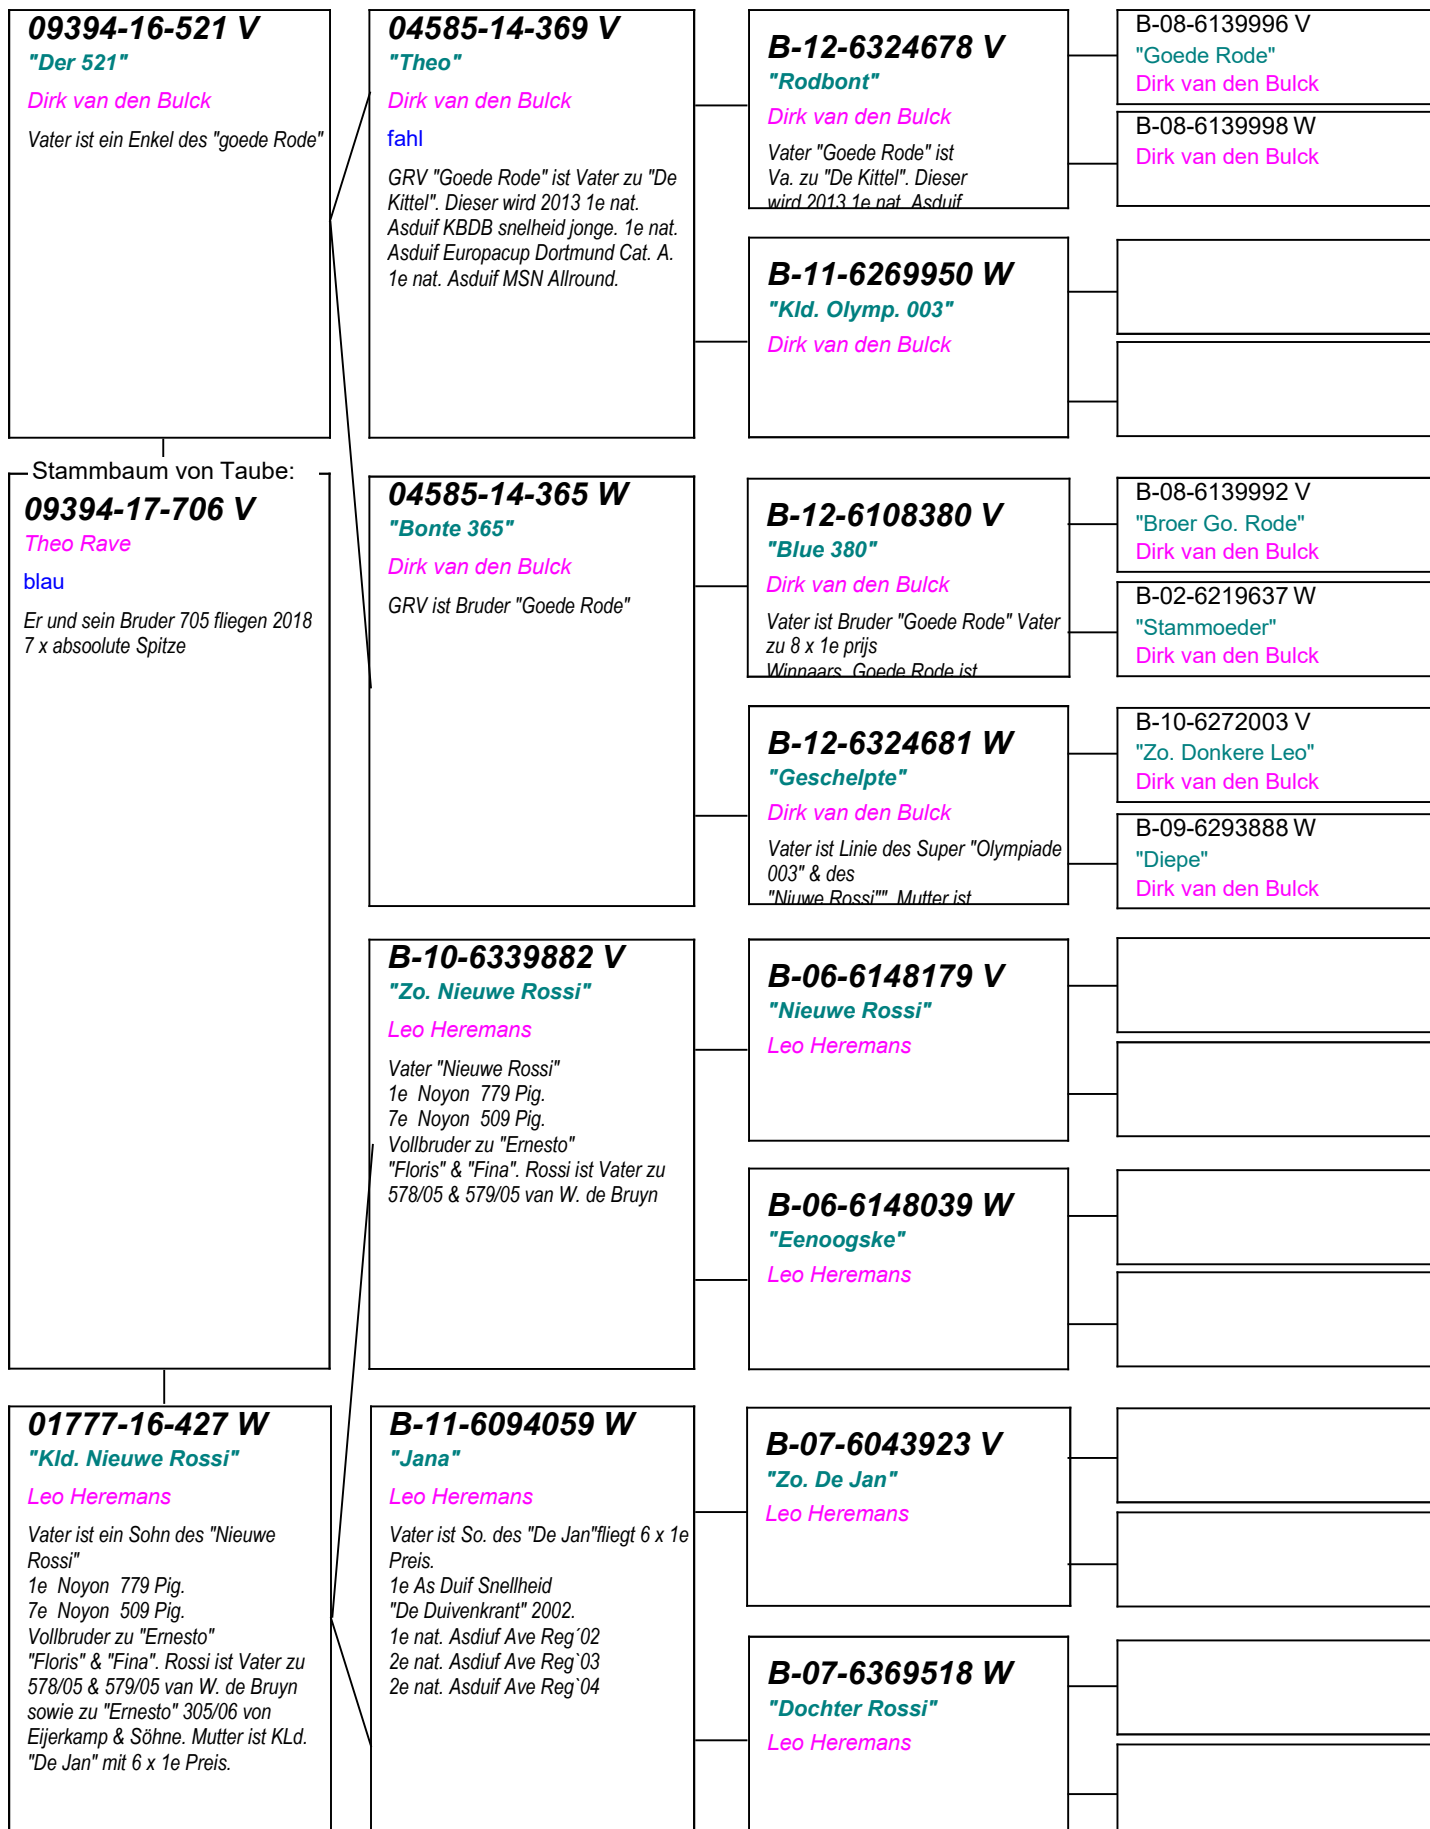 09394-16-521 V
"Der 521"
Dirk van den Bulck
Vater ist ein Enkel des "goede Rode"
Stammbaum von Taube:
09394-17-706 V
Theo Rave
blau
Er und sein Bruder 705 fliegen 2018
7 x absoolute Spitze
01777-16-427 W
"Kld. Nieuwe Rossi"
Leo Heremans
Vater ist ein Sohn des "Nieuwe
Rossi"
1e  Noyon  779 Pig.
7e  Noyon  509 Pig.
Vollbruder zu "Ernesto"
"Floris" & "Fina". Rossi ist Vater zu
578/05 & 579/05 van W. de Bruyn
sowie zu "Ernesto" 305/06 von
Eijerkamp & Söhne. Mutter ist KLd.
"De Jan" mit 6 x 1e Preis.
04585-14-369 V
"Theo"
Dirk van den Bulck
fahl
GRV "Goede Rode" ist Vater zu "De
Kittel". Dieser wird 2013 1e nat.
Asduif KBDB snelheid jonge. 1e nat.
Asduif Europacup Dortmund Cat. A.
1e nat. Asduif MSN Allround.
04585-14-365 W
"Bonte 365"
Dirk van den Bulck
GRV ist Bruder "Goede Rode"
B-10-6339882 V
"Zo. Nieuwe Rossi"
Leo Heremans
Vater "Nieuwe Rossi"
1e  Noyon  779 Pig.
7e  Noyon  509 Pig.
Vollbruder zu "Ernesto"
"Floris" & "Fina". Rossi ist Vater zu
578/05 & 579/05 van W. de Bruyn
B-11-6094059 W
"Jana"
Leo Heremans
Vater ist So. des "De Jan"fliegt 6 x 1e
Preis.
1e As Duif Snellheid
"De Duivenkrant" 2002.
1e nat. Asdiuf Ave Reg´02
2e nat. Asdiuf Ave Reg`03
2e nat. Asduif Ave Reg`04
B-12-6324678 V
"Rodbont"
Dirk van den Bulck
Vater "Goede Rode" ist
Va. zu "De Kittel". Dieser
wird 2013 1e nat. Asduif
B-11-6269950 W
"Kld. Olymp. 003"
Dirk van den Bulck
B-12-6108380 V
"Blue 380"
Dirk van den Bulck
Vater ist Bruder "Goede Rode" Vater
zu 8 x 1e prijs
Winnaars. Goede Rode ist
B-12-6324681 W
"Geschelpte"
Dirk van den Bulck
Vater ist Linie des Super "Olympiade
003" & des
"Niuwe Rossi"". Mutter ist
B-06-6148179 V
"Nieuwe Rossi"
Leo Heremans
B-06-6148039 W
"Eenoogske"
Leo Heremans
B-07-6043923 V
"Zo. De Jan"
Leo Heremans
B-07-6369518 W
"Dochter Rossi"
Leo Heremans
B-08-6139996 V
"Goede Rode"
Dirk van den Bulck
B-08-6139998 W
Dirk van den Bulck
B-08-6139992 V
"Broer Go. Rode"
Dirk van den Bulck
B-02-6219637 W
"Stammoeder"
Dirk van den Bulck
B-10-6272003 V
"Zo. Donkere Leo"
Dirk van den Bulck
B-09-6293888 W
"Diepe"
Dirk van den Bulck